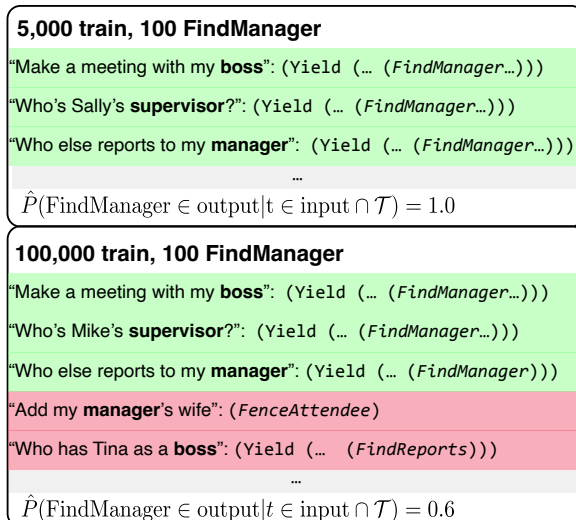 5,000 train, 100 FindManager
“Make a meeting with my boss”: (Yield (… (FindManager…)))
“Who’s Sally’s supervisor?”: (Yield (… (FindManager…)))
“Who else reports to my manager”: (Yield (… (FindManager…)))
…
P̂(FindManager ∈ output|t ∈ input ∩ 𝒯) = 1.0
100,000 train, 100 FindManager
“Make a meeting with my boss”: (Yield (… (FindManager…)))
“Who’s Mike’s supervisor?”: (Yield (… (FindManager…)))
“Who else reports to my manager”: (Yield (… (FindManager)))
“Add my manager’s wife”: (FenceAttendee)
“Who has Tina as a boss”: (Yield (… (FindReports)))
…
P̂(FindManager ∈ output|t ∈ input ∩ 𝒯) = 0.6